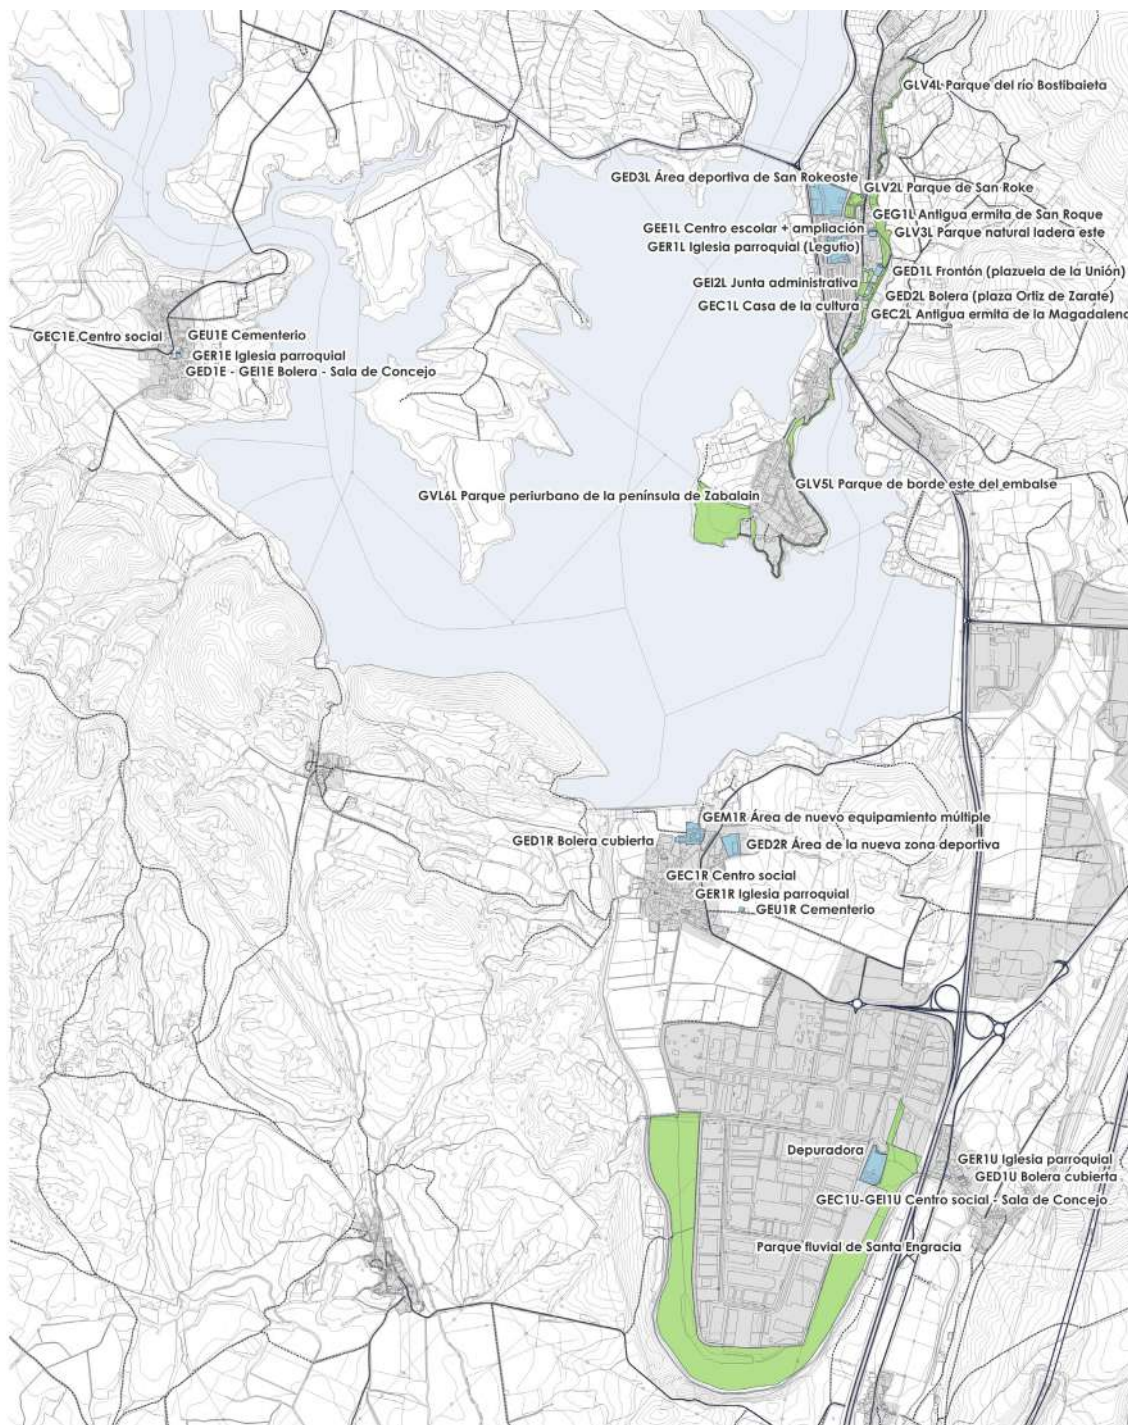 GLV4L Parque del río Bostibaieta
GED3L Área deportiva de San Rokeoste
GLV2L Parque de San Roke
GEG1L Antigua ermita de San Roque
GEE1L Centro escolar + ampliación
GLV3L Parque natural ladera este
GER1L Iglesia parroquial (Legutio)
GED1L Frontón (plazuela de la Unión)
GEI2L Junta administrativa
GED2L Bolera (plaza Ortiz de Zarate)
GEC1L Casa de la cultura
GEC2L Antigua ermita de la Magadalena
GEC1E Centro social
GEU1E Cementerio
GER1E Iglesia parroquial
GED1E - GEI1E Bolera - Sala de Concejo
GLV5L Parque de borde este del embalse
GVL6L Parque periurbano de la península de Zabalain
GEM1R Área de nuevo equipamiento múltiple
GED1R Bolera cubierta
GED2R Área de la nueva zona deportiva
GEC1R Centro social
GER1R Iglesia parroquial
GEU1R Cementerio
Depuradora
GER1U Iglesia parroquial
GED1U Bolera cubierta
GEC1U-GEI1U Centro social - Sala de Concejo
Parque fluvial de Santa Engracia